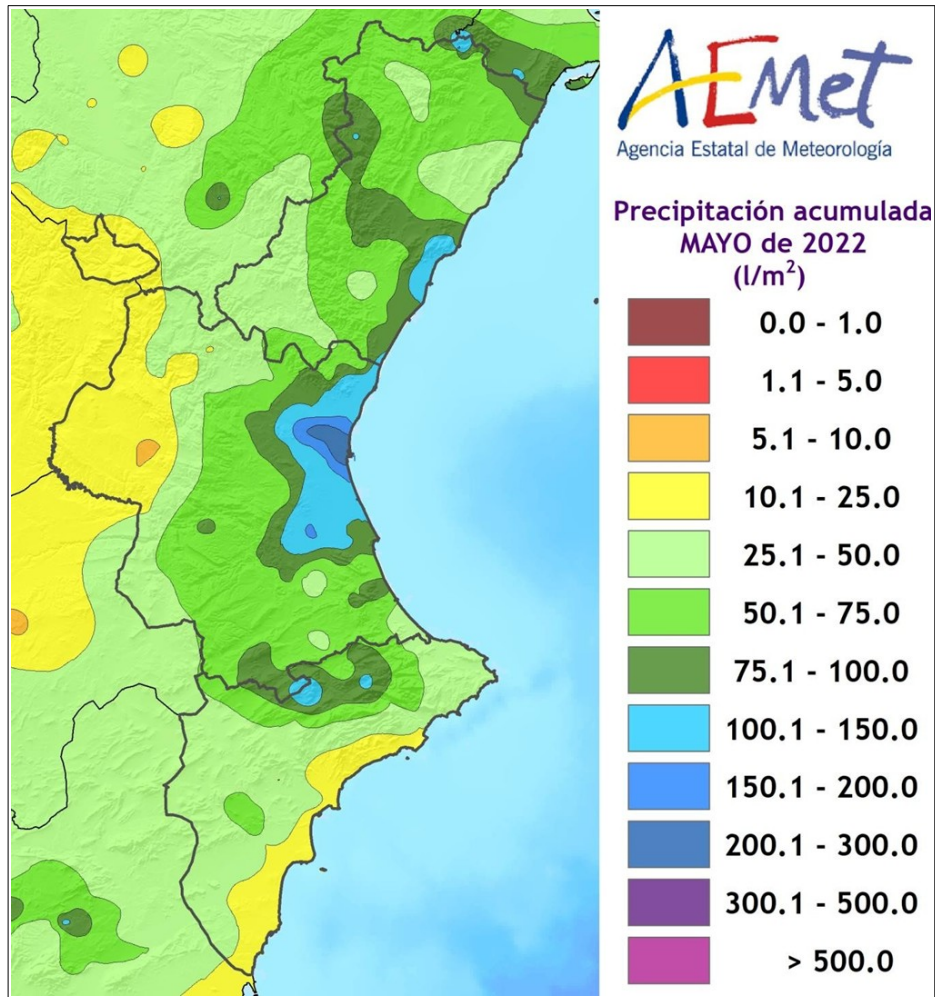 AEMet
Agencia Estatal de Meteorología
Precipitación acumulada
MAYO de 2022
(l/m²)
0.0 - 1.0
1.1 - 5.0
5.1 - 10.0
10.1 - 25.0
25.1 - 50.0
50.1 - 75.0
75.1 - 100.0
100.1 - 150.0
150.1 - 200.0
200.1 - 300.0
300.1 - 500.0
> 500.0